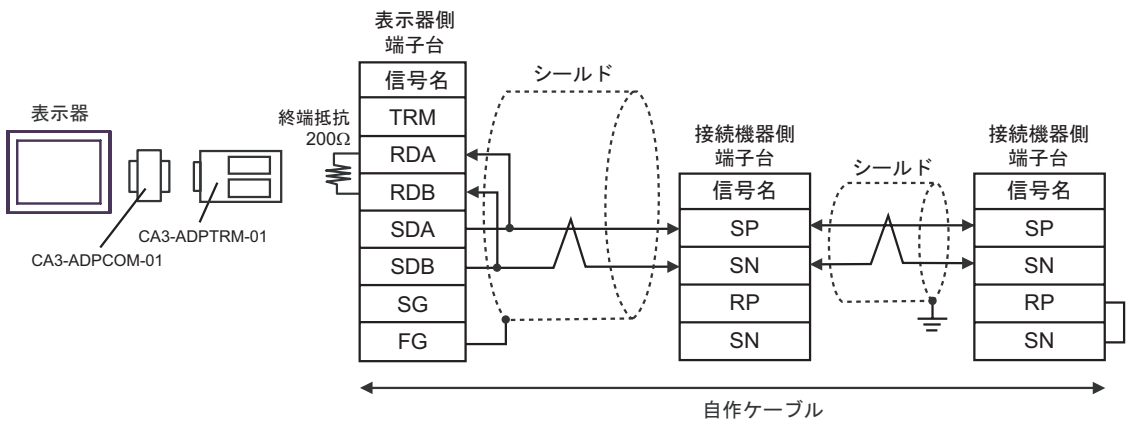 表示器
CA3-ADPCOM-01
CA3-ADPTRM-01
終端抵抗
200Ω
表示器側
端子台
信号名
TRM
RDA
RDB
SDA
SDB
SG
FG
シールド
接続機器側
端子台
信号名
SP
SN
RP
SN
シールド
接続機器側
端子台
信号名
SP
SN
RP
SN
自作ケーブル